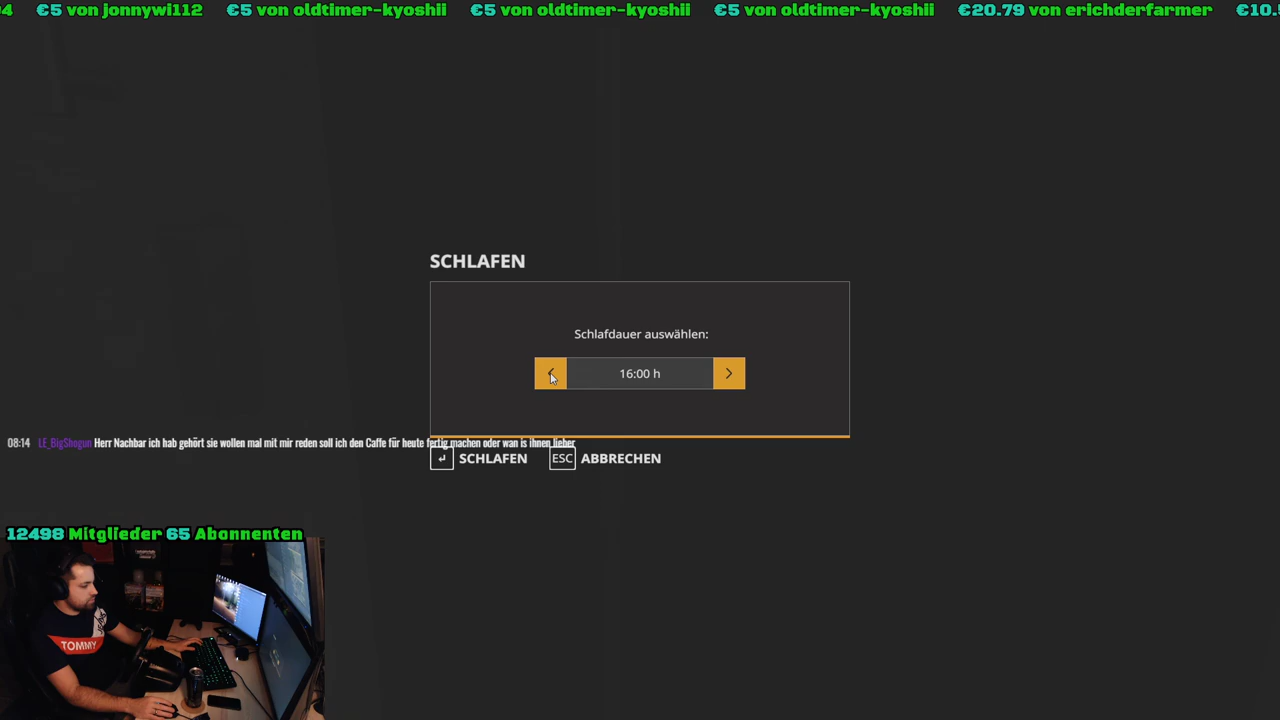 €5 von jonnywi112 €5 von oldtimer-kyoshii €5 von oldtimer-kyoshii €5 von oldtimer-kyoshii €20.79 von erichderfarmer
SCHLAFEN
Schlafdauer auswählen:
16:00 h
08:14 LE_BigShogun Herr Nachbar ich hab gehört sie wollen mal mit mir reden soll ich den Caffe für heute fertig machen oder wan is ihnen lieber
SCHLAFEN ESC ABBRECHEN
12498 Mitglieder 65 Abonnenten
TOMMY